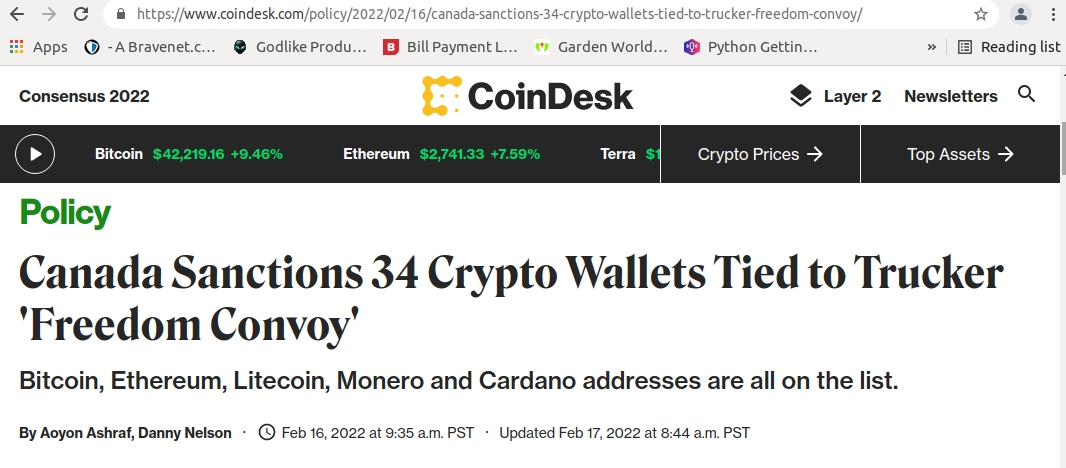 https://www.coindesk.com/policy/2022/02/16/canada-sanctions-34-crypto-wallets-tied-to-trucker-freedom-convoy/
Apps - A Bravenet.c... Godlike Produ... B Bill Payment L... Garden World... Python Gettin... » Reading list
Consensus 2022 CoinDesk Layer 2 Newsletters
Bitcoin $42,219.16 +9.46% Ethereum $2,741.33 +7.59% Terra $1 Crypto Prices → Top Assets →
Policy
Canada Sanctions 34 Crypto Wallets Tied to Trucker
'Freedom Convoy'
Bitcoin, Ethereum, Litecoin, Monero and Cardano addresses are all on the list.
By Aoyon Ashraf, Danny Nelson · Feb 16, 2022 at 9:35 a.m. PST · Updated Feb 17, 2022 at 8:44 a.m. PST